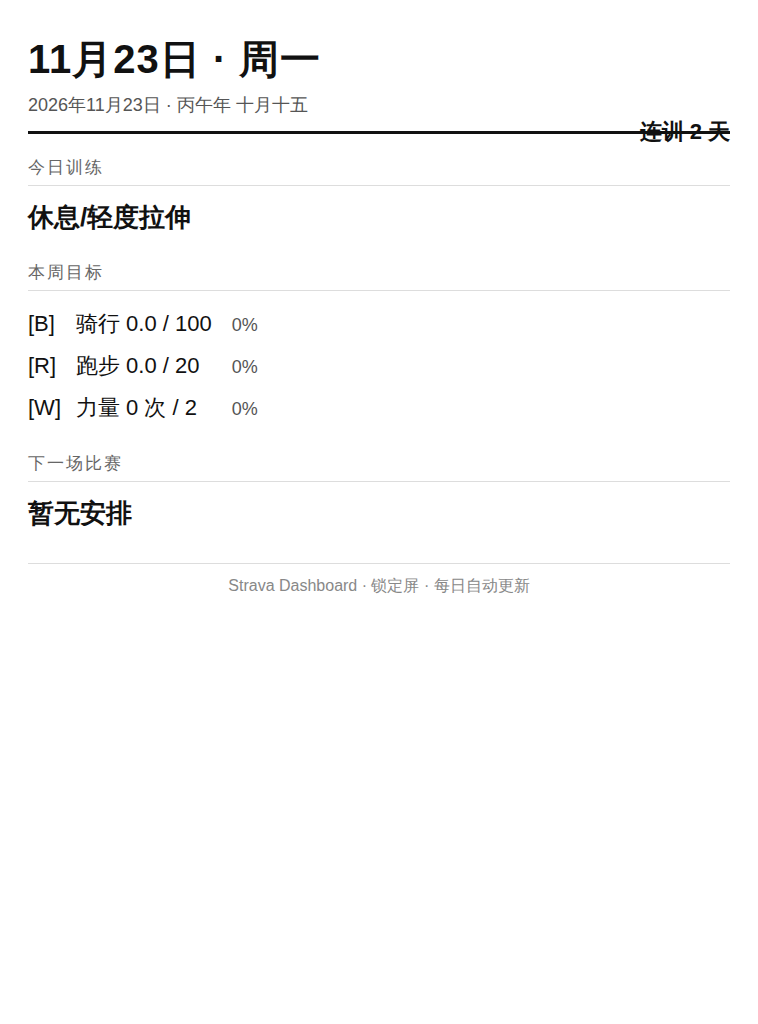 11月23日 · 周一
2026年11月23日 · 丙午年 十月十五
连训 2 天
今日训练
休息/轻度拉伸
本周目标
[B] 骑行 0.0 / 100 0%
[R] 跑步 0.0 / 20 0%
[W] 力量 0 次 / 2 0%
下一场比赛
暂无安排
Strava Dashboard · 锁定屏 · 每日自动更新